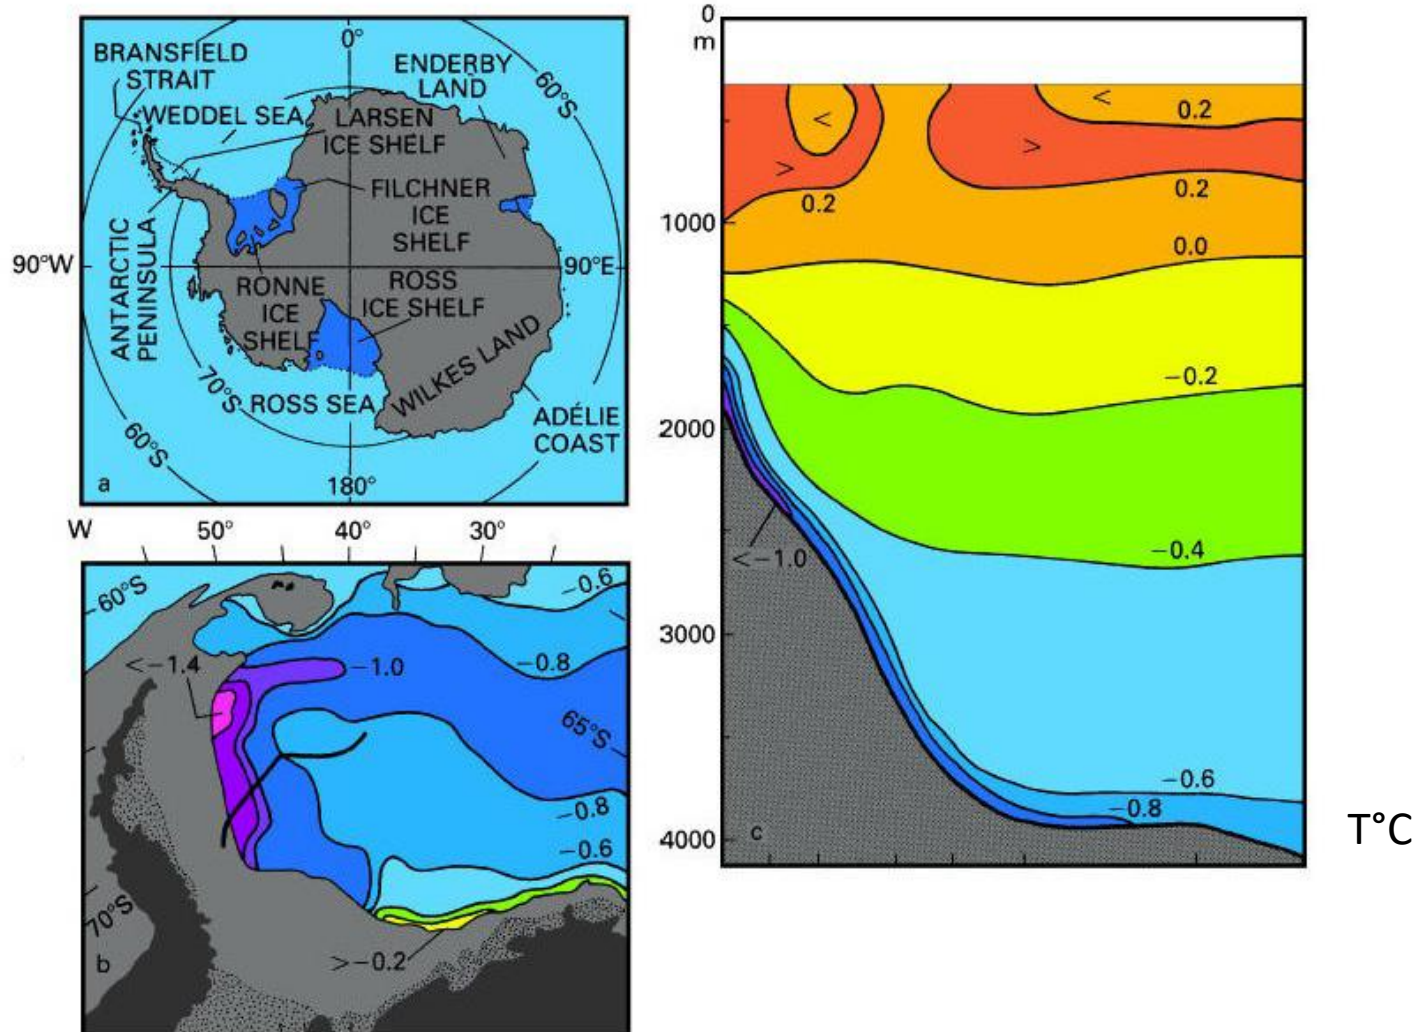 0°
BRANSFIELD
STRAIT
ENDERBY
LAND
60°S
WEDDEL SEA
LARSEN
ICE SHELF
FILCHNER
ICE
SHELF
ANTARCTIC
PENINSULA
90°W
90°E
RONNE
ICE
SHELF
ROSS
ICE SHELF
WILKES LAND
70°S
ROSS SEA
ADÉLIE
COAST
60°S
a
180°
W
50°
40°
30°
60°S
-0.6
<-1.4
-1.0
-0.8
65°S
-0.8
-0.6
70°S
>-0.2
b
0
m
<
<
0.2
>
>
0.2
0.2
1000
0.0
-0.2
2000
-0.4
<-1.0
3000
-0.6
-0.8
4000
c
T°C